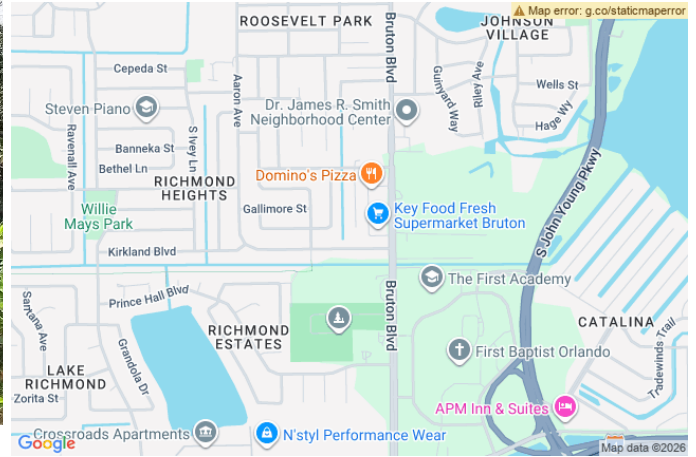 Map error: g.co/staticmaperror
ROOSEVELT PARK
JOHNSON
VILLAGE
Bruton Blvd
Cepeda St
Aaron Ave
Guinyard Way
Riley Ave
Wells St
Hage Wy
Steven Piano
Dr. James R. Smith
Neighborhood Center
Ravenall Ave
S Ivey Ln
Banneka St
Bethel Ln
RICHMOND
HEIGHTS
Domino's Pizza
Willie
Mays Park
Gallimore St
Key Food Fresh
Supermarket Bruton
S John Young Pkwy
Kirkland Blvd
The First Academy
Prince Hall Blvd
Bruton Blvd
Santana Ave
RICHMOND
ESTATES
CATALINA
First Baptist Orlando
Tradewinds Trail
LAKE
RICHMOND
Grandola Dr
Zorita St
APM Inn & Suites
Crossroads Apartments
N'styl Performance Wear
Google
Map data ©2026